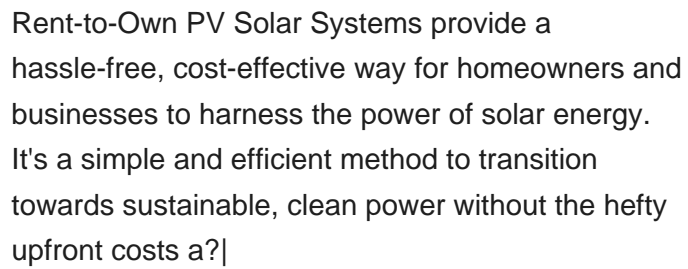 Rent-to-Own PV Solar Systems provide a
hassle-free, cost-effective way for homeowners and
businesses to harness the power of solar energy.
It's a simple and efficient method to transition
towards sustainable, clean power without the hefty
upfront costs a?|